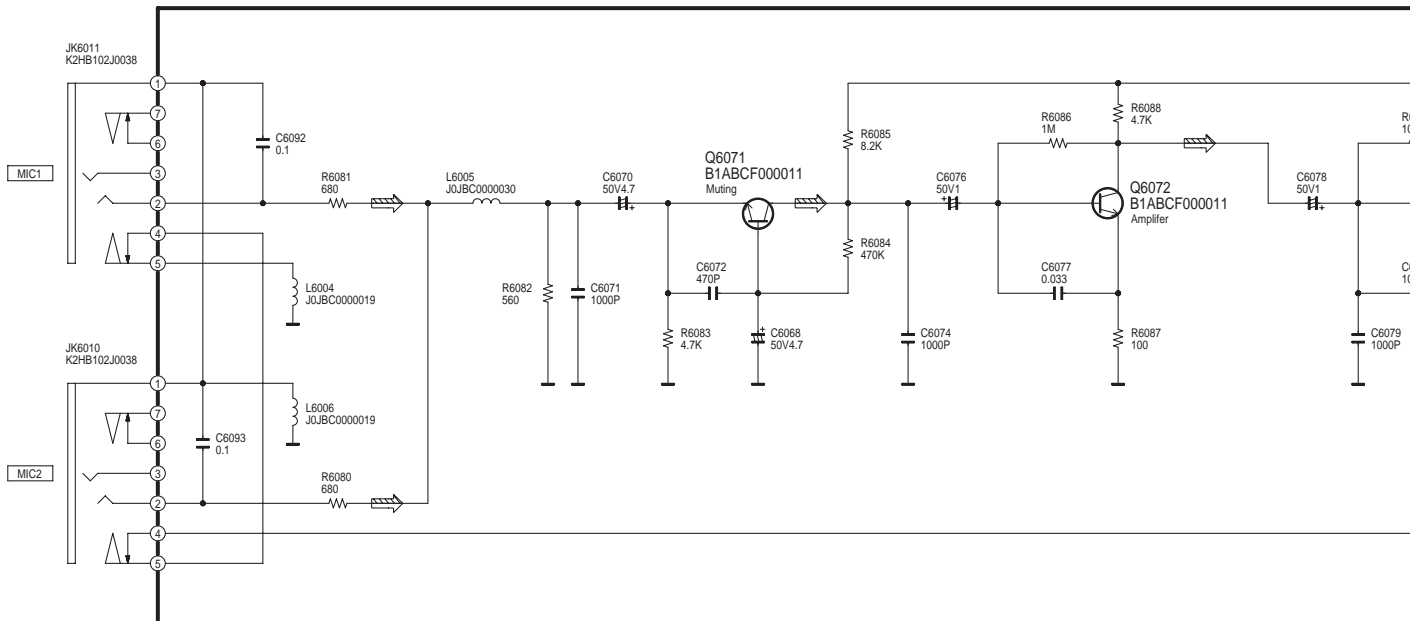 JK6011
K2HB102J0038
1
7
6
3
2
4
5
MIC1
C6092
0.1
R6081
680
L6005
J0JBC0000030
C6070
50V4.7
+
Q6071
B1ABCF000011
Muting
R6085
8.2K
R6086
1M
R6088
4.7K
C6076
50V1
+
Q6072
B1ABCF000011
Amplifer
C6078
50V1
+
L6004
J0JBC0000019
R6082
560
C6071
1000P
C6072
470P
R6084
470K
C6077
0.033
R6083
4.7K
C6068
50V4.7
+
C6074
1000P
R6087
100
C6079
1000P
JK6010
K2HB102J0038
1
7
6
3
2
4
5
MIC2
L6006
J0JBC0000019
C6093
0.1
R6080
680